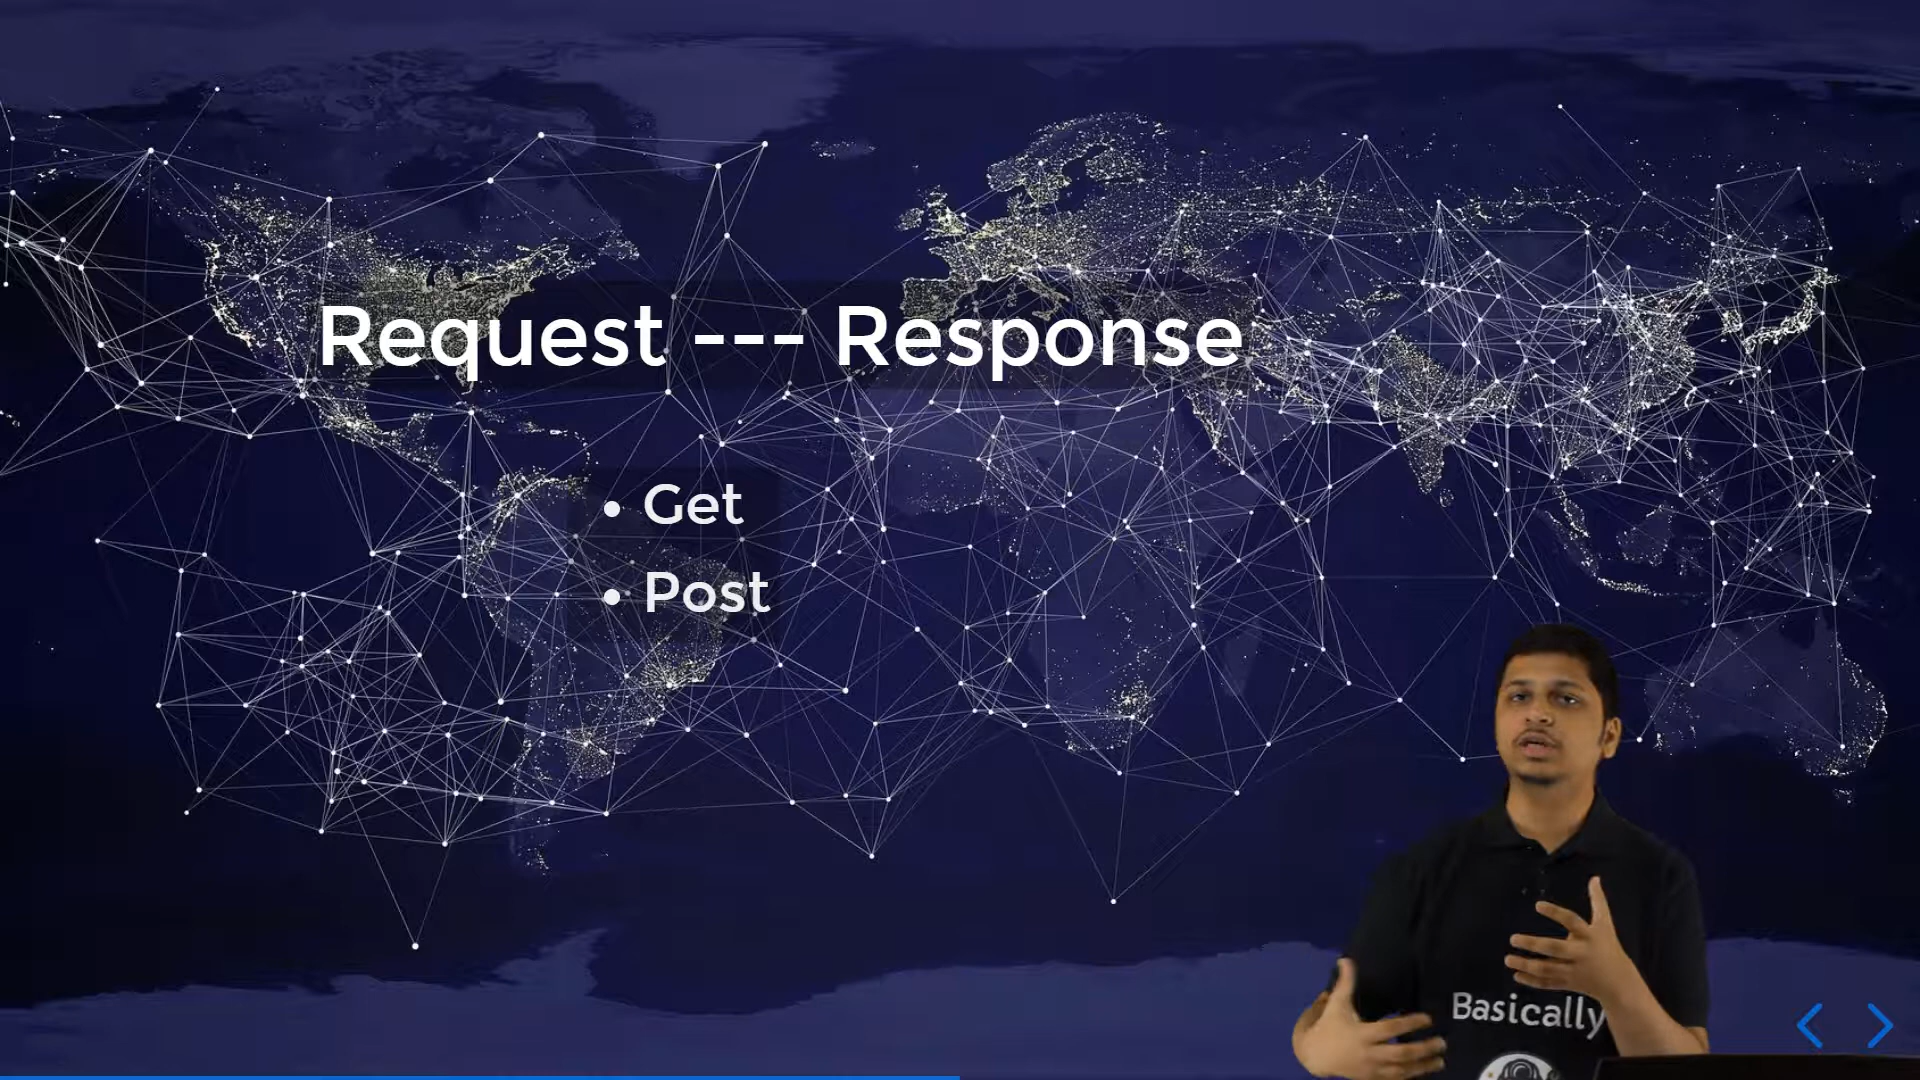 Request --- Response
• Get
• Post
Basically